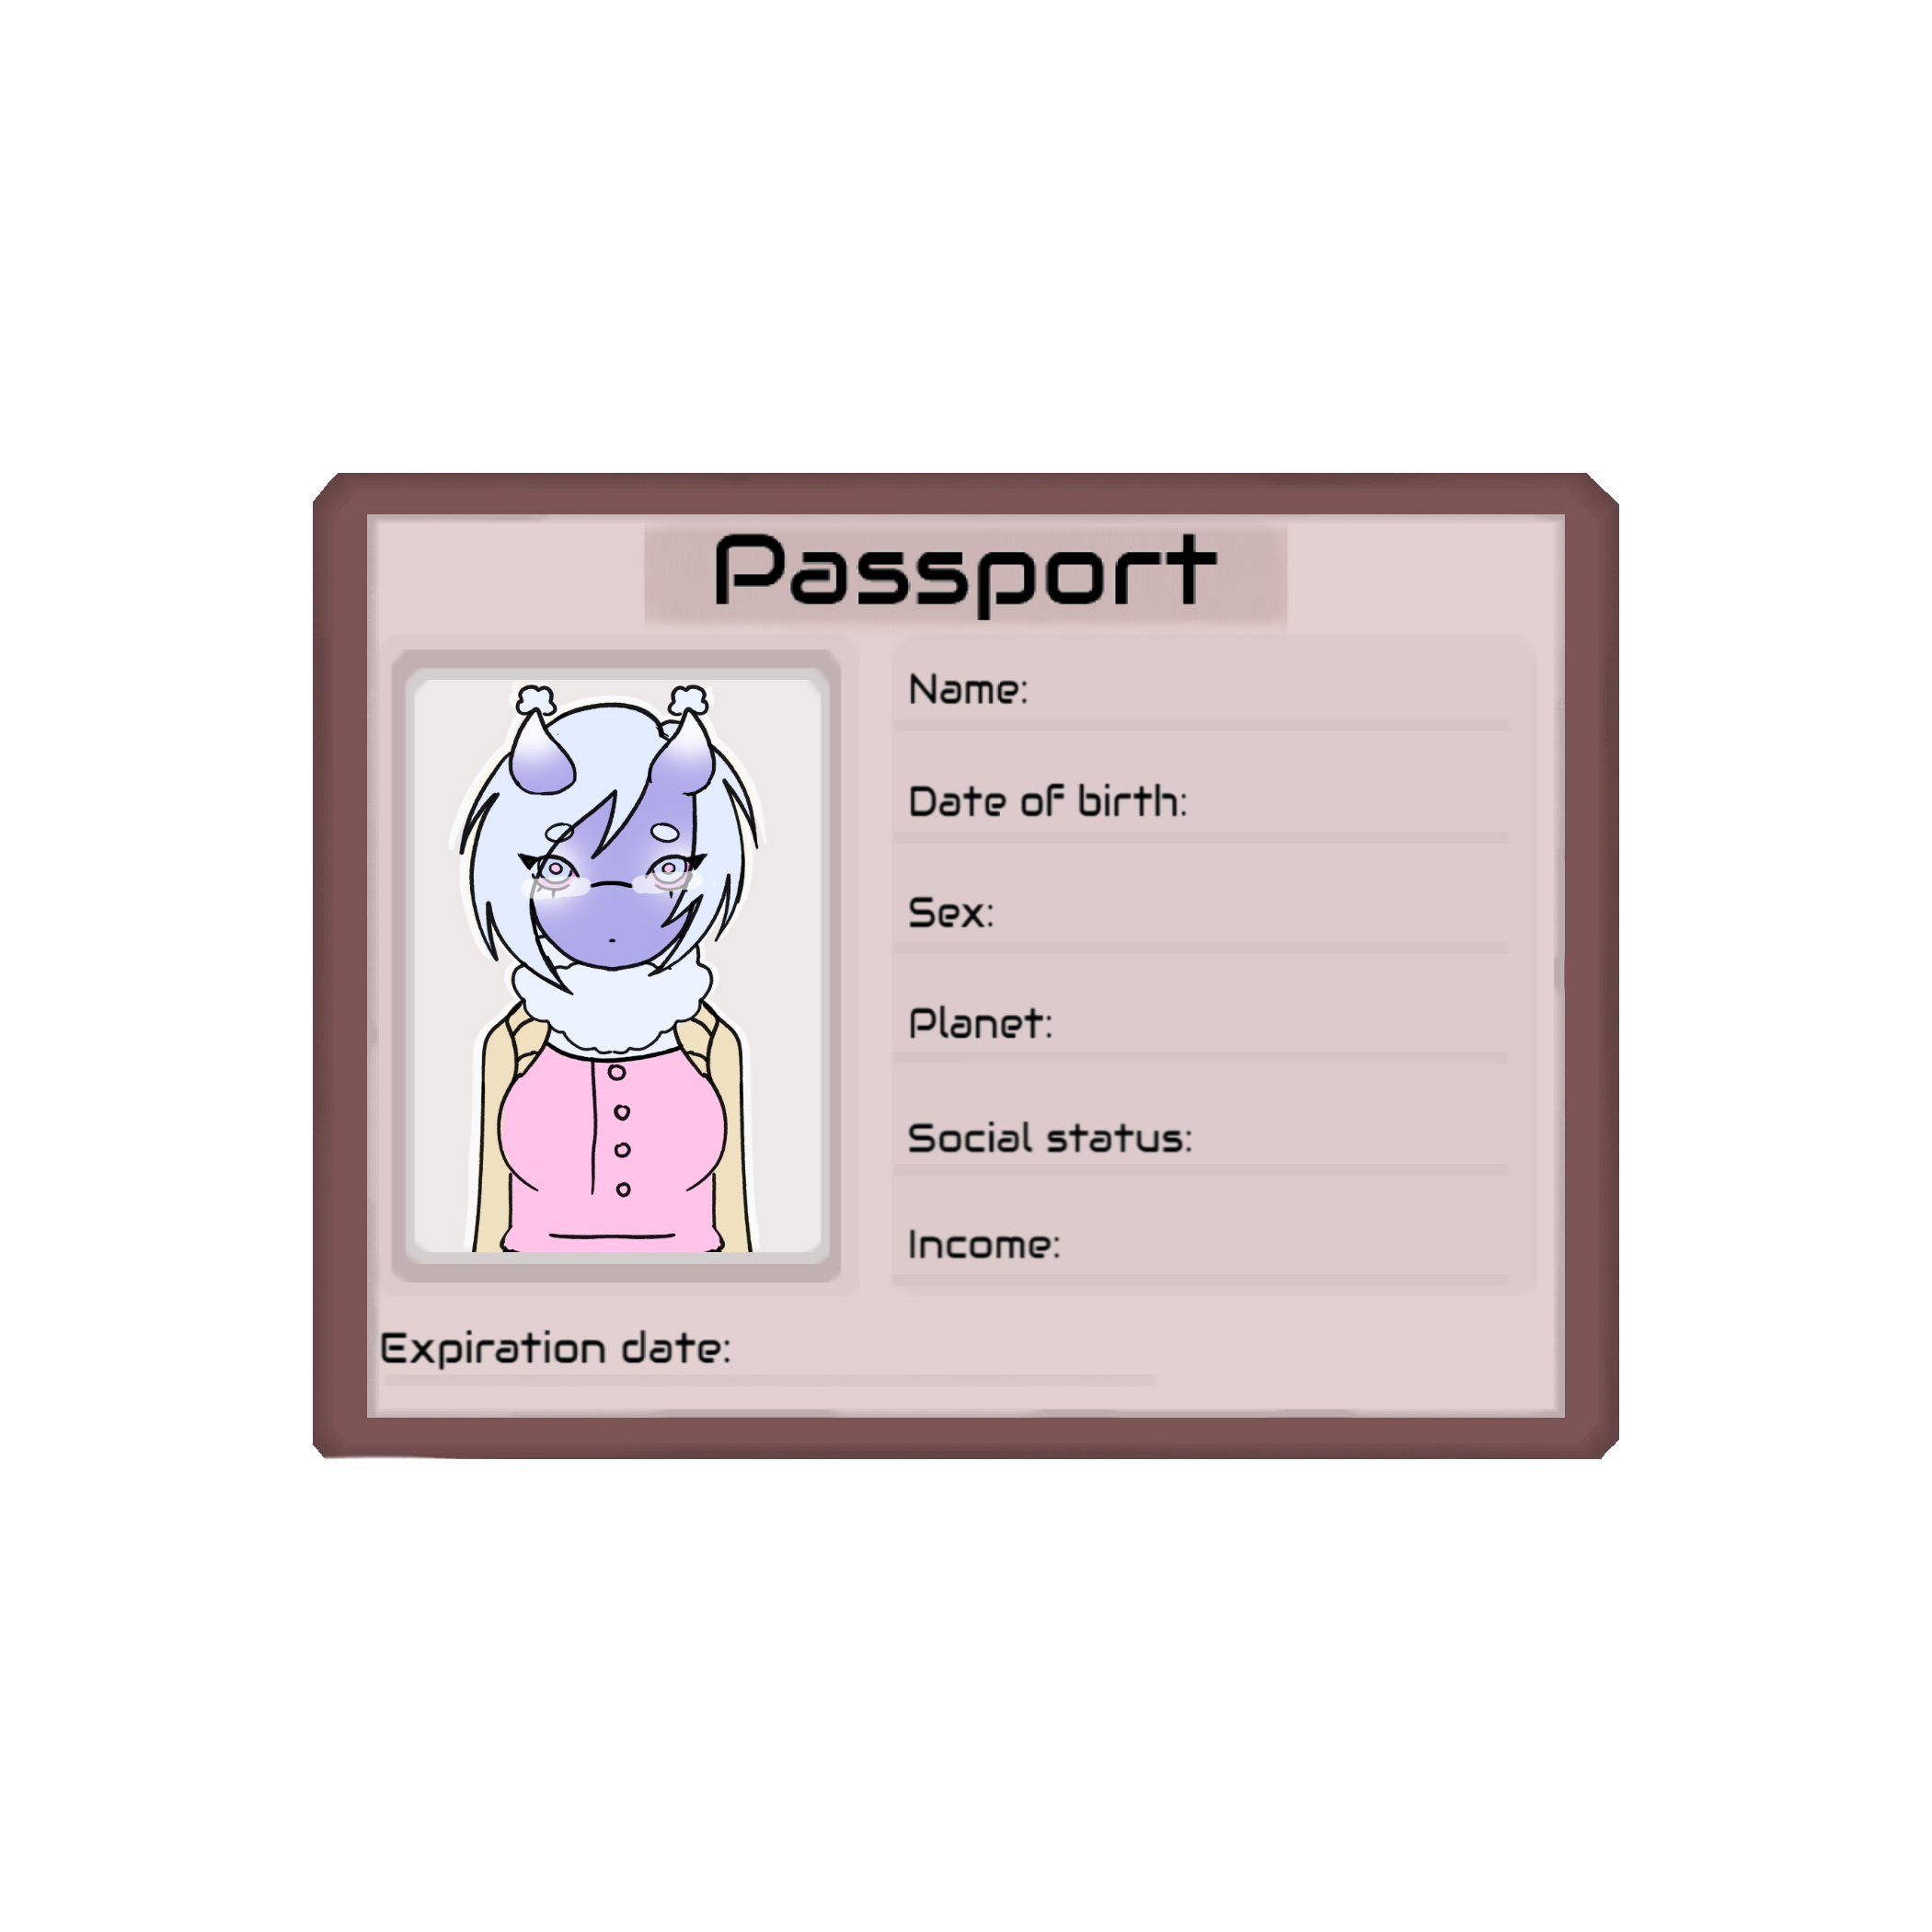 Passport
Name:
Date of birth:
Sex:
Planet:
Social status:
Income:
Expiration date: